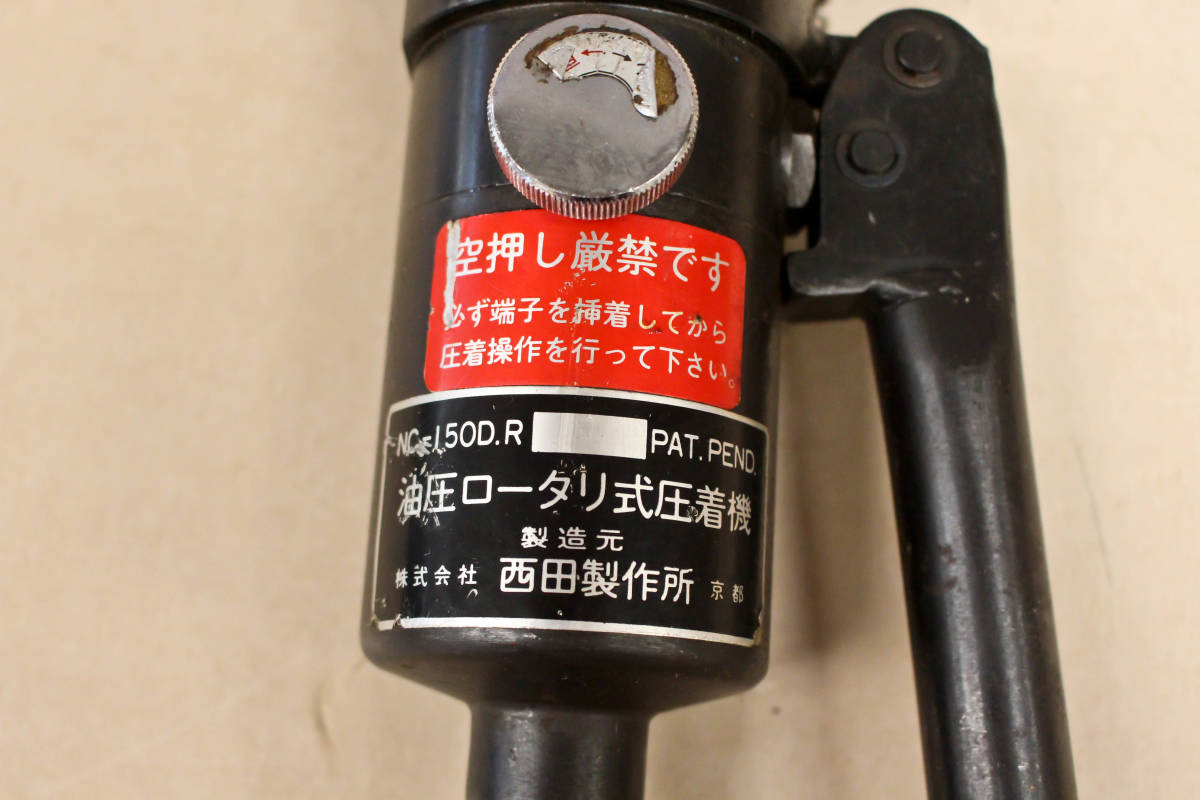 空押し厳禁です
必ず端子を挿着してから
圧着操作を行って下さい。
NC-150D.R PAT. PEND.
油圧ロータリ式圧着機
製造元
株式会社 西田製作所 京都